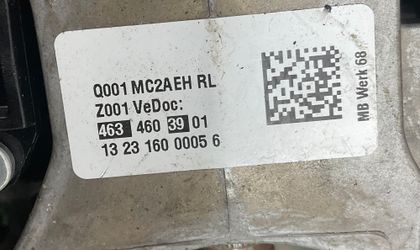 Q001 MC2AEH RL
Z001 VeDoc:
463 460 39 01
13 23 160 0005 6
MB Werk 68